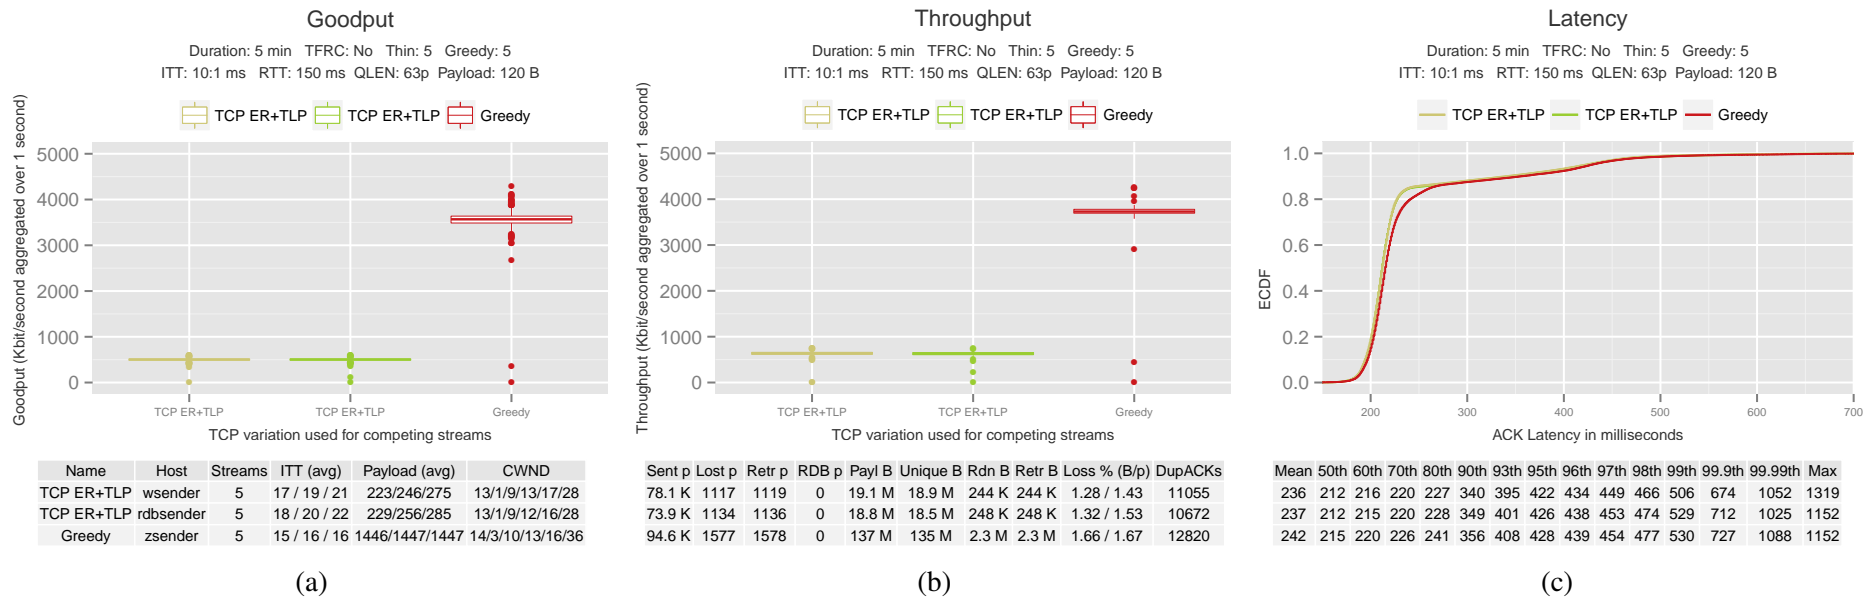 Goodput
Duration: 5 min TFRC: No Thin: 5 Greedy: 5
ITT: 10:1 ms RTT: 150 ms QLEN: 63p Payload: 120 B
TCP ER+TLP TCP ER+TLP Greedy
Goodput (Kbit/second aggregated over 1 second)
5000
4000
3000
2000
1000
0
TCP ER+TLP TCP ER+TLP Greedy
TCP variation used for competing streams
Name Host Streams ITT (avg) Payload (avg) CWND
TCP ER+TLP wsender 5 17 / 19 / 21 223/246/275 13/1/9/13/17/28
TCP ER+TLP rdbsender 5 18 / 20 / 22 229/256/285 13/1/9/12/16/28
Greedy zsender 5 15 / 16 / 16 1446/1447/1447 14/3/10/13/16/36
(a)
Throughput
Duration: 5 min TFRC: No Thin: 5 Greedy: 5
ITT: 10:1 ms RTT: 150 ms QLEN: 63p Payload: 120 B
TCP ER+TLP TCP ER+TLP Greedy
Throughput (Kbit/second aggregated over 1 second)
5000
4000
3000
2000
1000
0
TCP ER+TLP TCP ER+TLP Greedy
TCP variation used for competing streams
Sent p Lost p Retr p RDB p Payl B Unique B Rdn B Retr B Loss % (B/p) DupACKs
78.1 K 1117 1119 0 19.1 M 18.9 M 244 K 244 K 1.28 / 1.43 11055
73.9 K 1134 1136 0 18.8 M 18.5 M 248 K 248 K 1.32 / 1.53 10672
94.6 K 1577 1578 0 137 M 135 M 2.3 M 2.3 M 1.66 / 1.67 12820
(b)
Latency
Duration: 5 min TFRC: No Thin: 5 Greedy: 5
ITT: 10:1 ms RTT: 150 ms QLEN: 63p Payload: 120 B
TCP ER+TLP TCP ER+TLP Greedy
ECDF
1.0
0.8
0.6
0.4
0.2
0.0
200 300 400 500 600 700
ACK Latency in milliseconds
Mean 50th 60th 70th 80th 90th 93th 95th 96th 97th 98th 99th 99.9th 99.99th Max
236 212 216 220 227 340 395 422 434 449 466 506 674 1052 1319
237 212 215 220 228 349 401 426 438 453 474 529 712 1025 1152
242 215 220 226 241 356 408 428 439 454 477 530 727 1088 1152
(c)